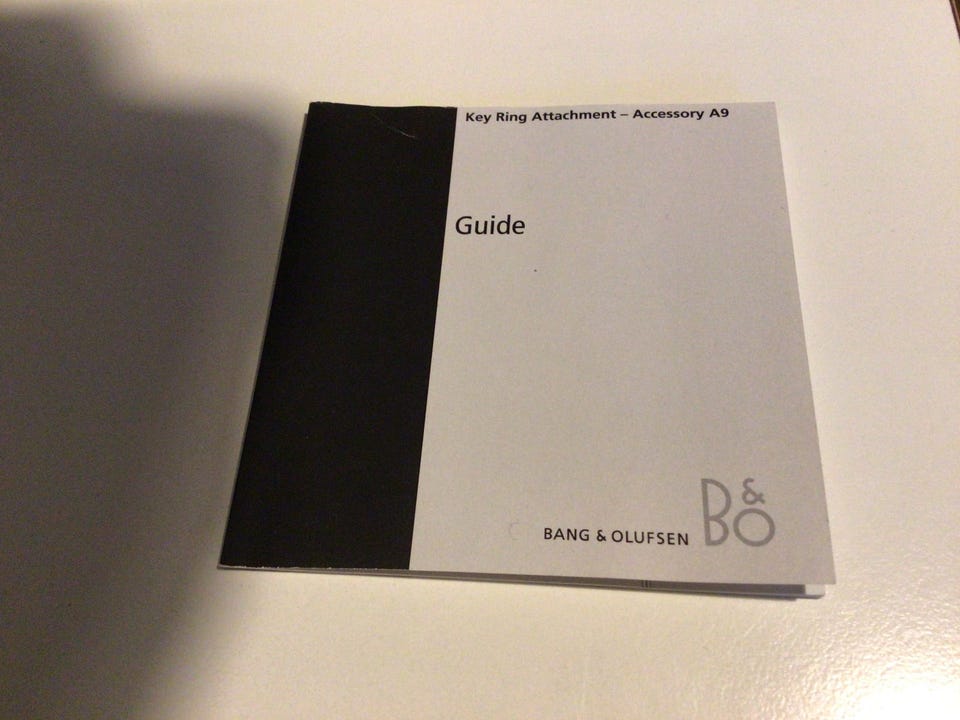 Key Ring Attachment – Accessory A9
Guide
BANG & OLUFSEN
B&O